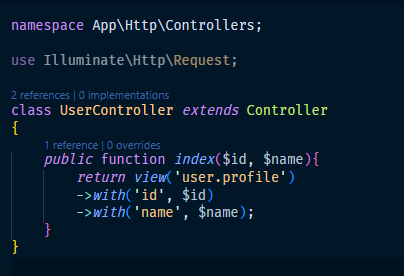 namespace App\Http\Controllers;
use Illuminate\Http\Request;
2 references | 0 implementations
class UserController extends Controller
{
1 reference | 0 overrides
public function index($id, $name){
return view('user.profile')
->with('id', $id)
->with('name', $name);
}
}